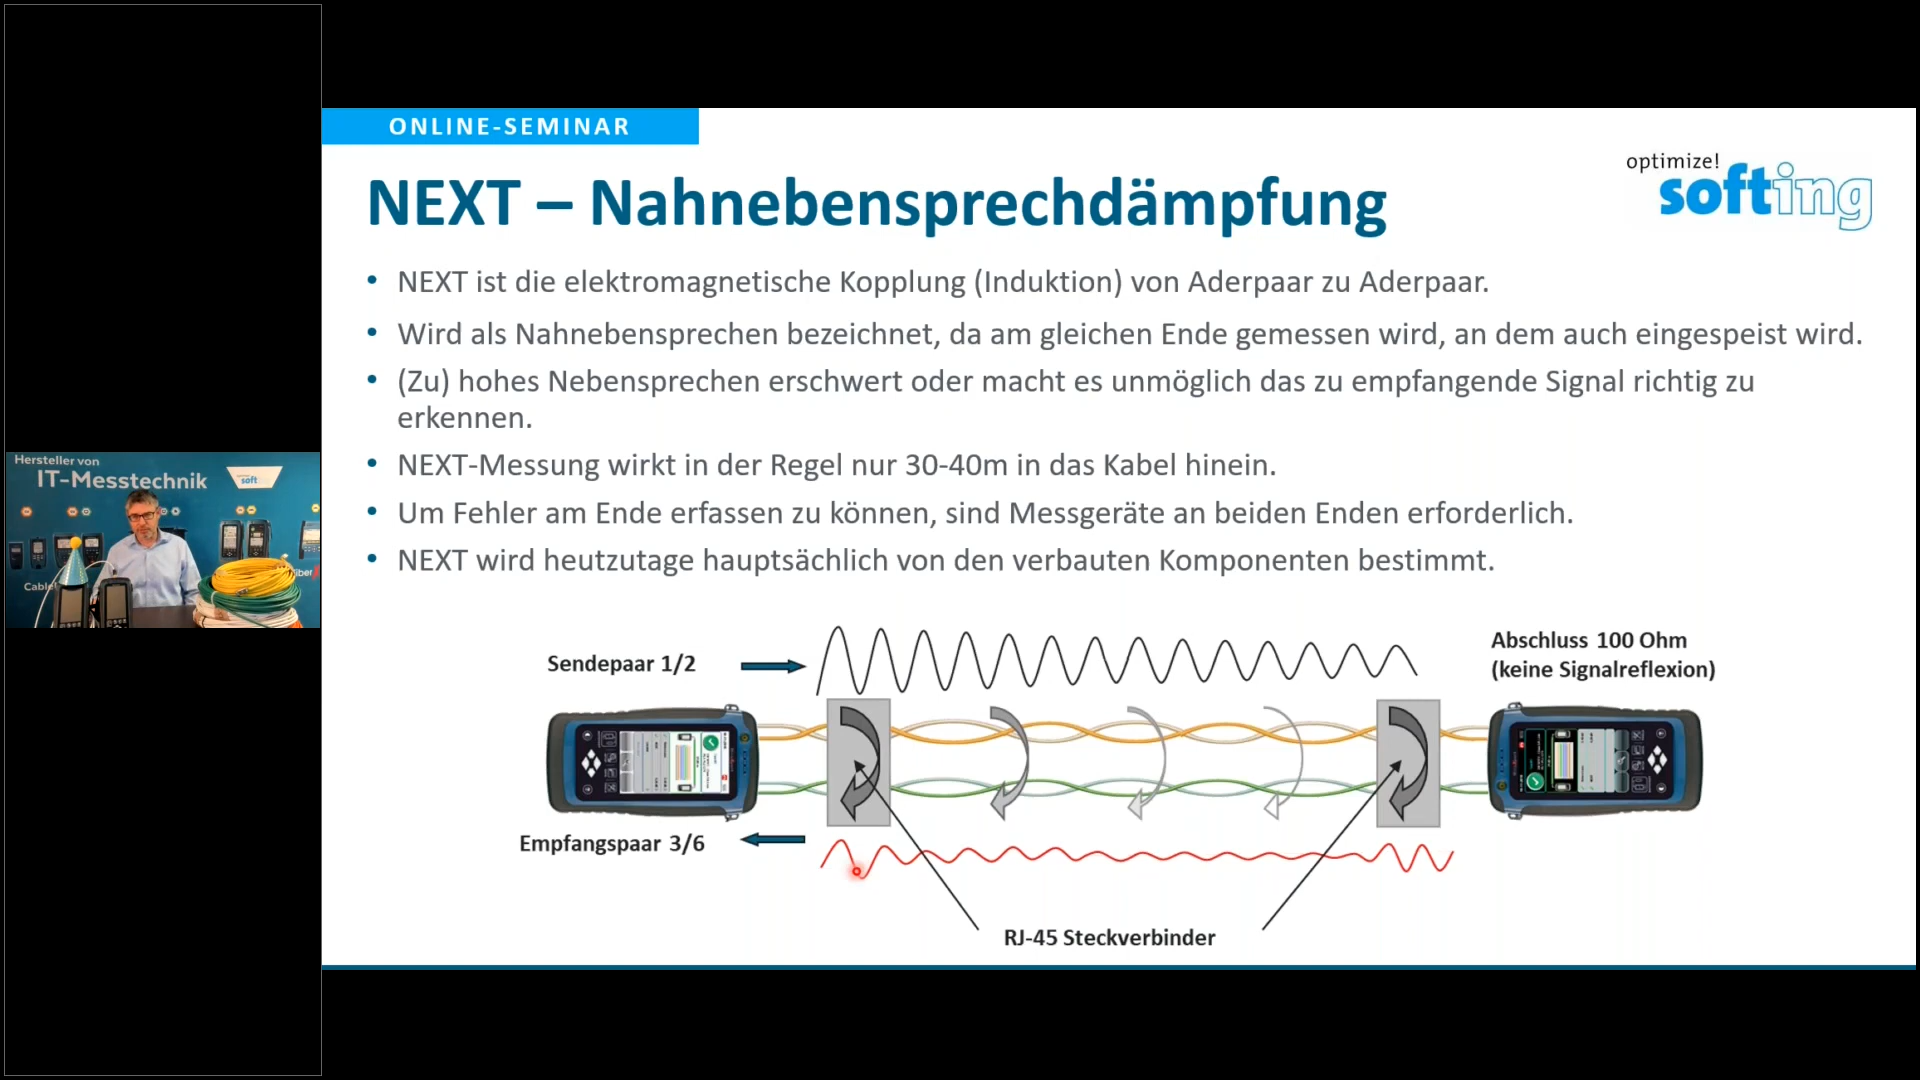 ONLINE-SEMINAR
optimize!
softing
NEXT – Nahnebensprechdämpfung
• NEXT ist die elektromagnetische Kopplung (Induktion) von Aderpaar zu Aderpaar.
• Wird als Nahnebensprechen bezeichnet, da am gleichen Ende gemessen wird, an dem auch eingespeist wird.
• (Zu) hohes Nebensprechen erschwert oder macht es unmöglich das zu empfangende Signal richtig zu
erkennen.
• NEXT-Messung wirkt in der Regel nur 30-40m in das Kabel hinein.
• Um Fehler am Ende erfassen zu können, sind Messgeräte an beiden Enden erforderlich.
• NEXT wird heutzutage hauptsächlich von den verbauten Komponenten bestimmt.
Hersteller von
IT-Messtechnik
soft
Cable
Sendepaar 1/2
Abschluss 100 Ohm
(keine Signalreflexion)
Empfangspaar 3/6
RJ-45 Steckverbinder